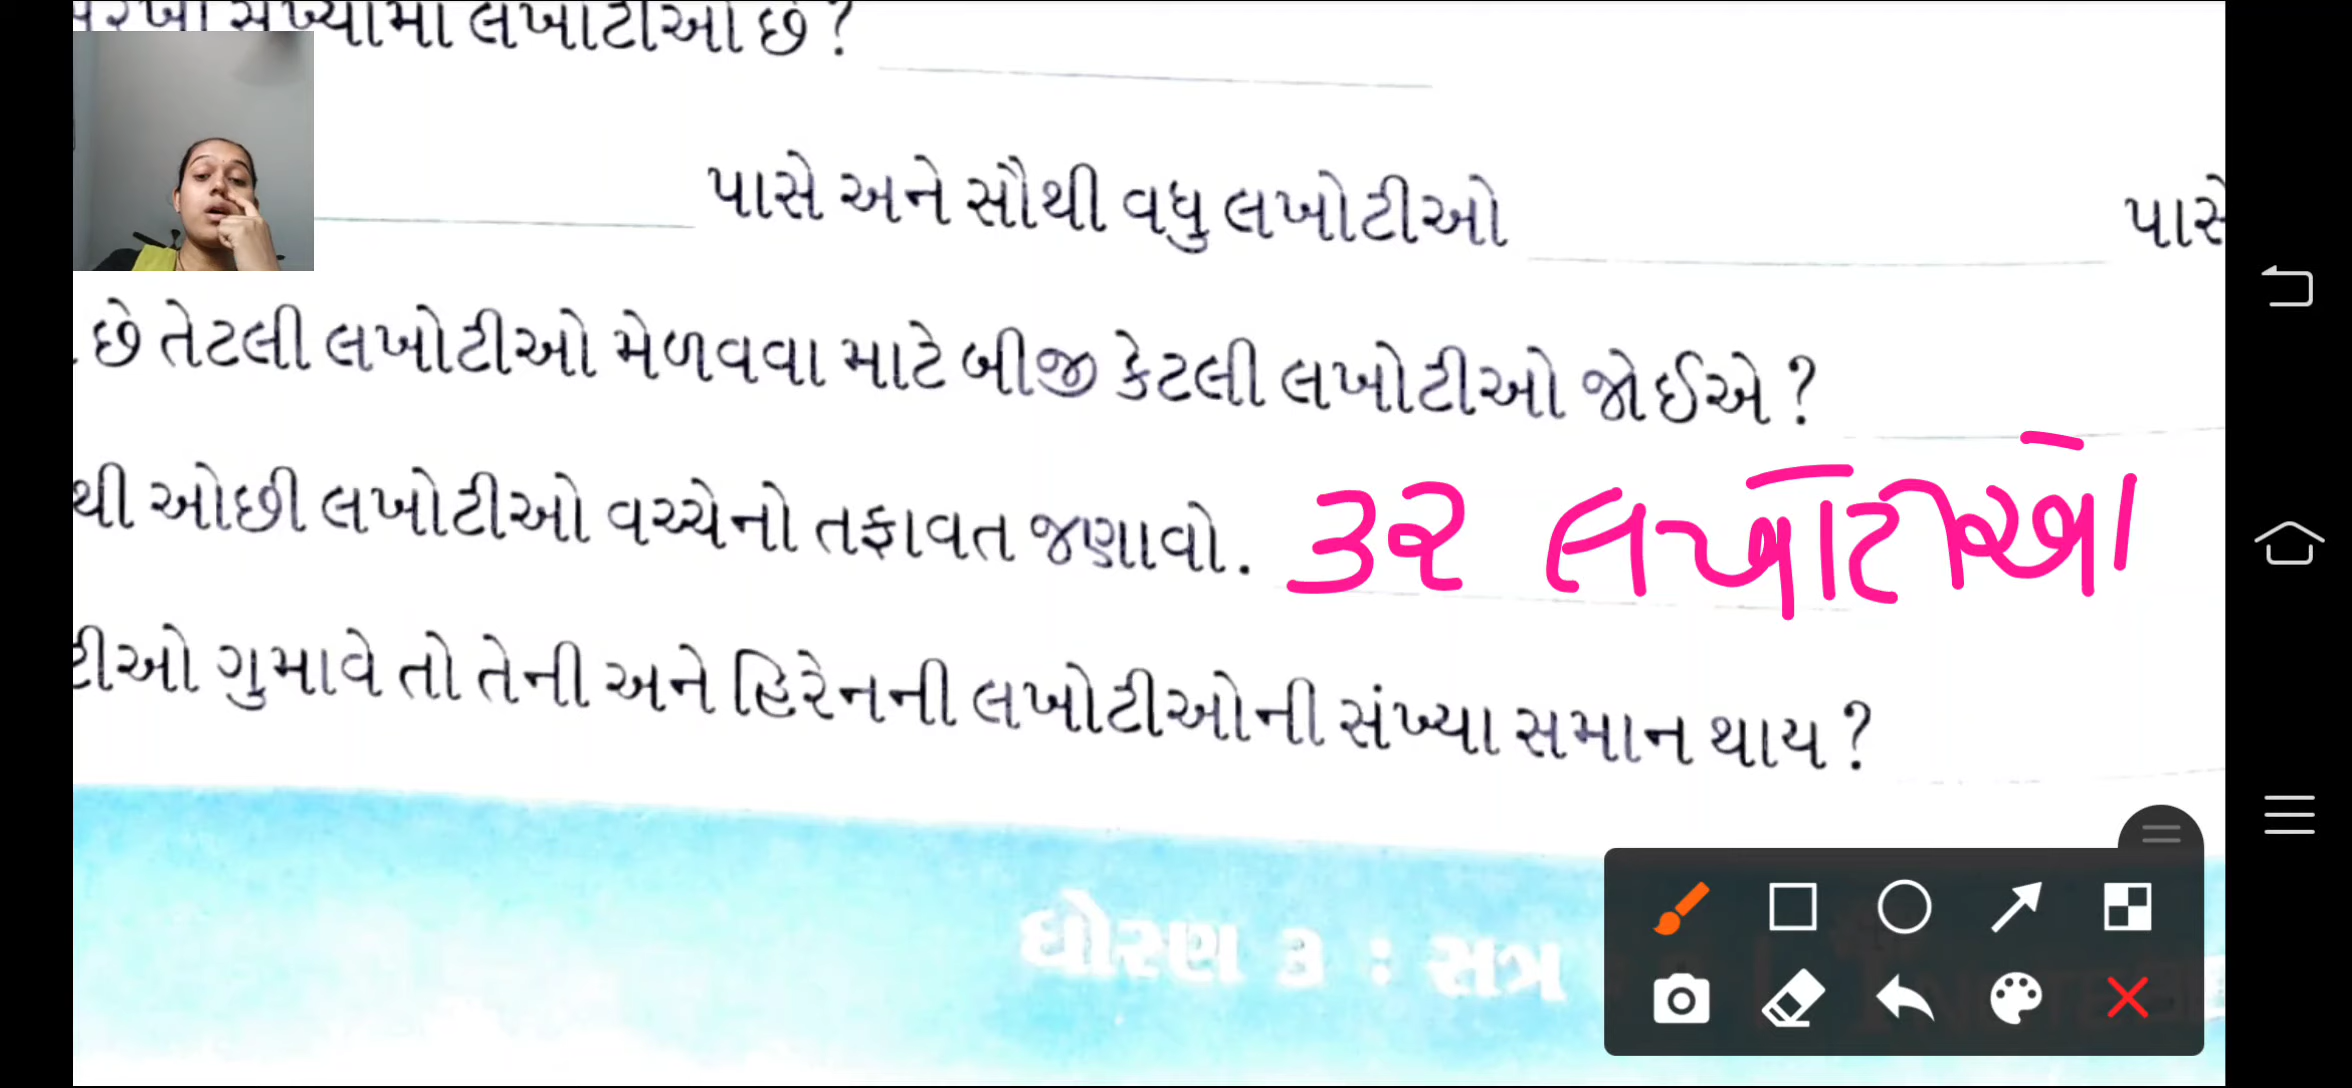 સંખ્યામાં લખોટીઓ છે ?
પાસે અને સૌથી વધુ લખોટીઓ
છે તેટલી લખોટીઓ મેળવવા માટે બીજી કેટલી લખોટીઓ જોઈએ ?
થી ઓછી લખોટીઓ વચ્ચેનો તફાવત જણાવો. ૩૨ લખોટીઓ
ટીઓ ગુમાવે તો તેની અને હિરેનની લખોટીઓની સંખ્યા સમાન થાય ?
ધોરણ ૩ : સત્ર